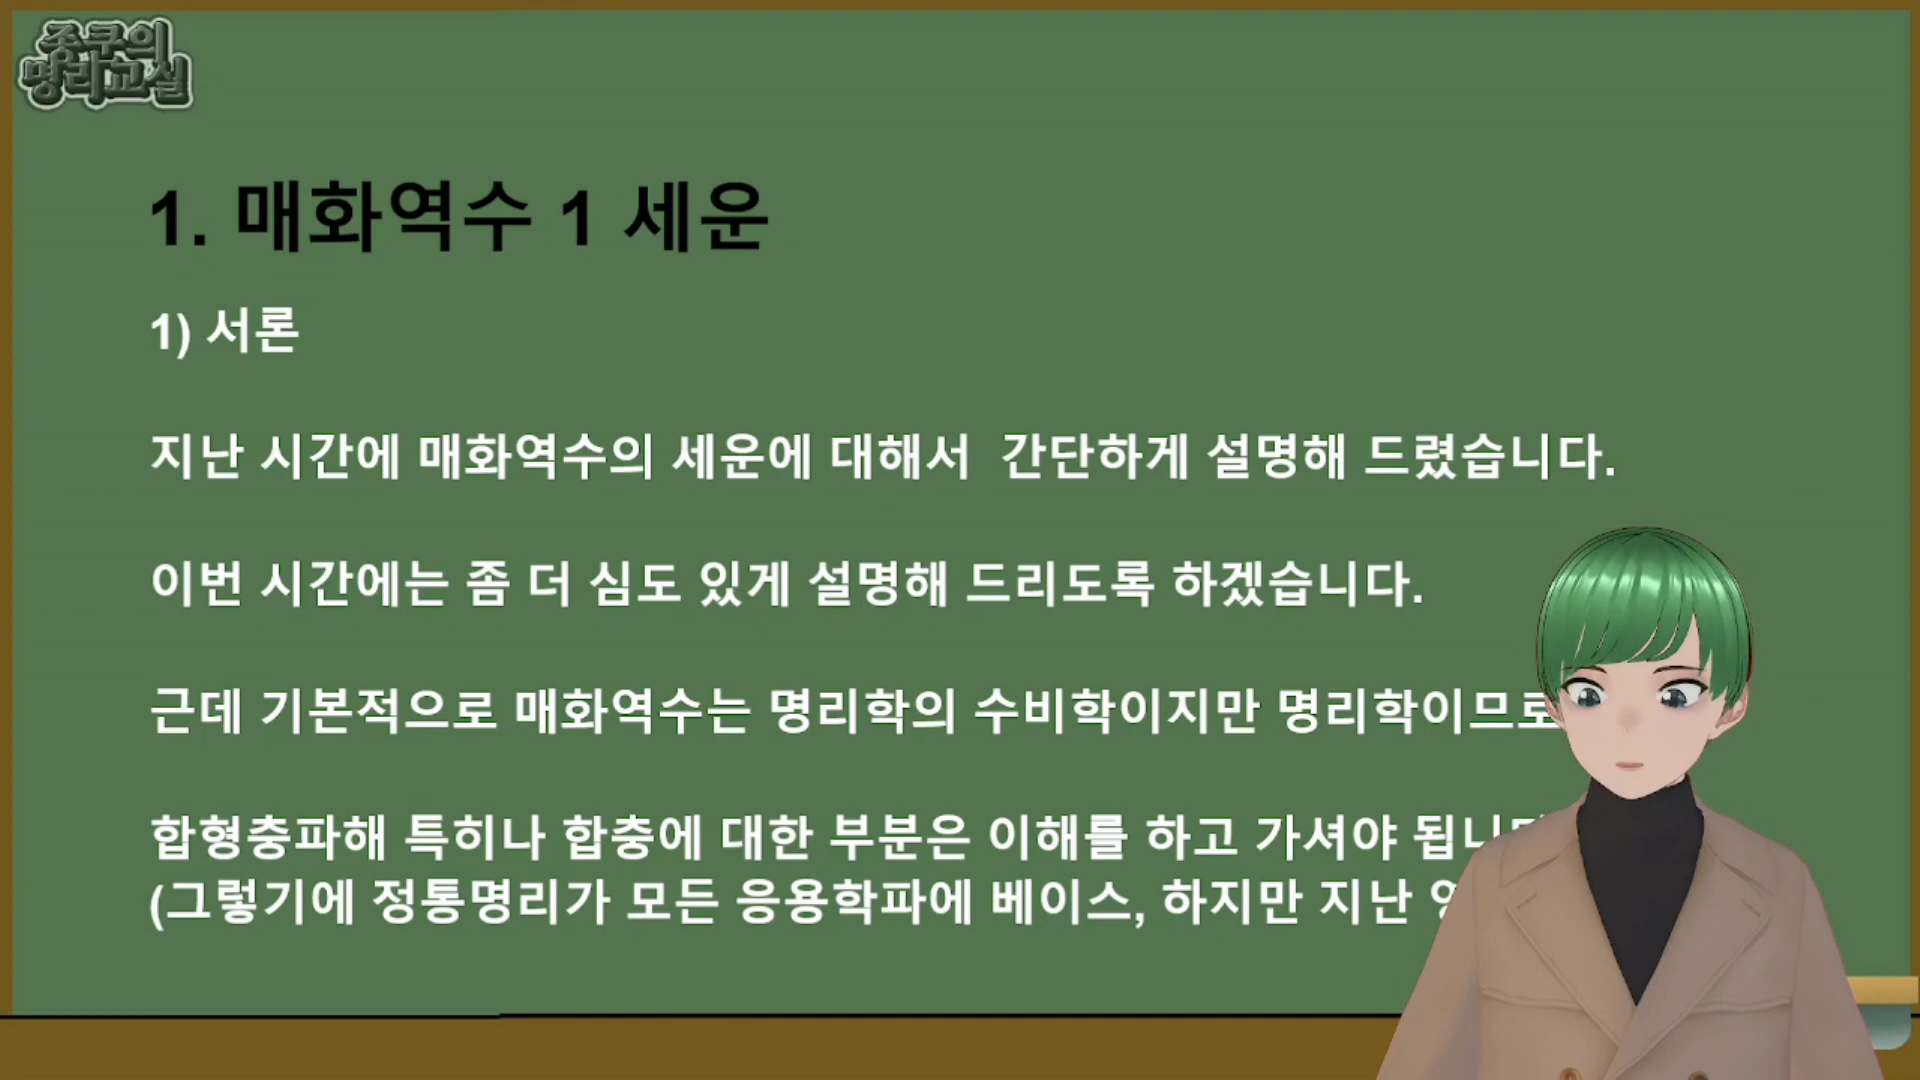 종쿠의
명리교실
1. 매화역수 1 세운
1) 서론
지난 시간에 매화역수의 세운에 대해서 간단하게 설명해 드렸습니다.
이번 시간에는 좀 더 심도 있게 설명해 드리도록 하겠습니다.
근데 기본적으로 매화역수는 명리학의 수비학이지만 명리학이므로
합형충파해 특히나 합충에 대한 부분은 이해를 하고 가셔야
(그렇기에 정통명리가 모든 응용학파에 베이스, 하지만 지난